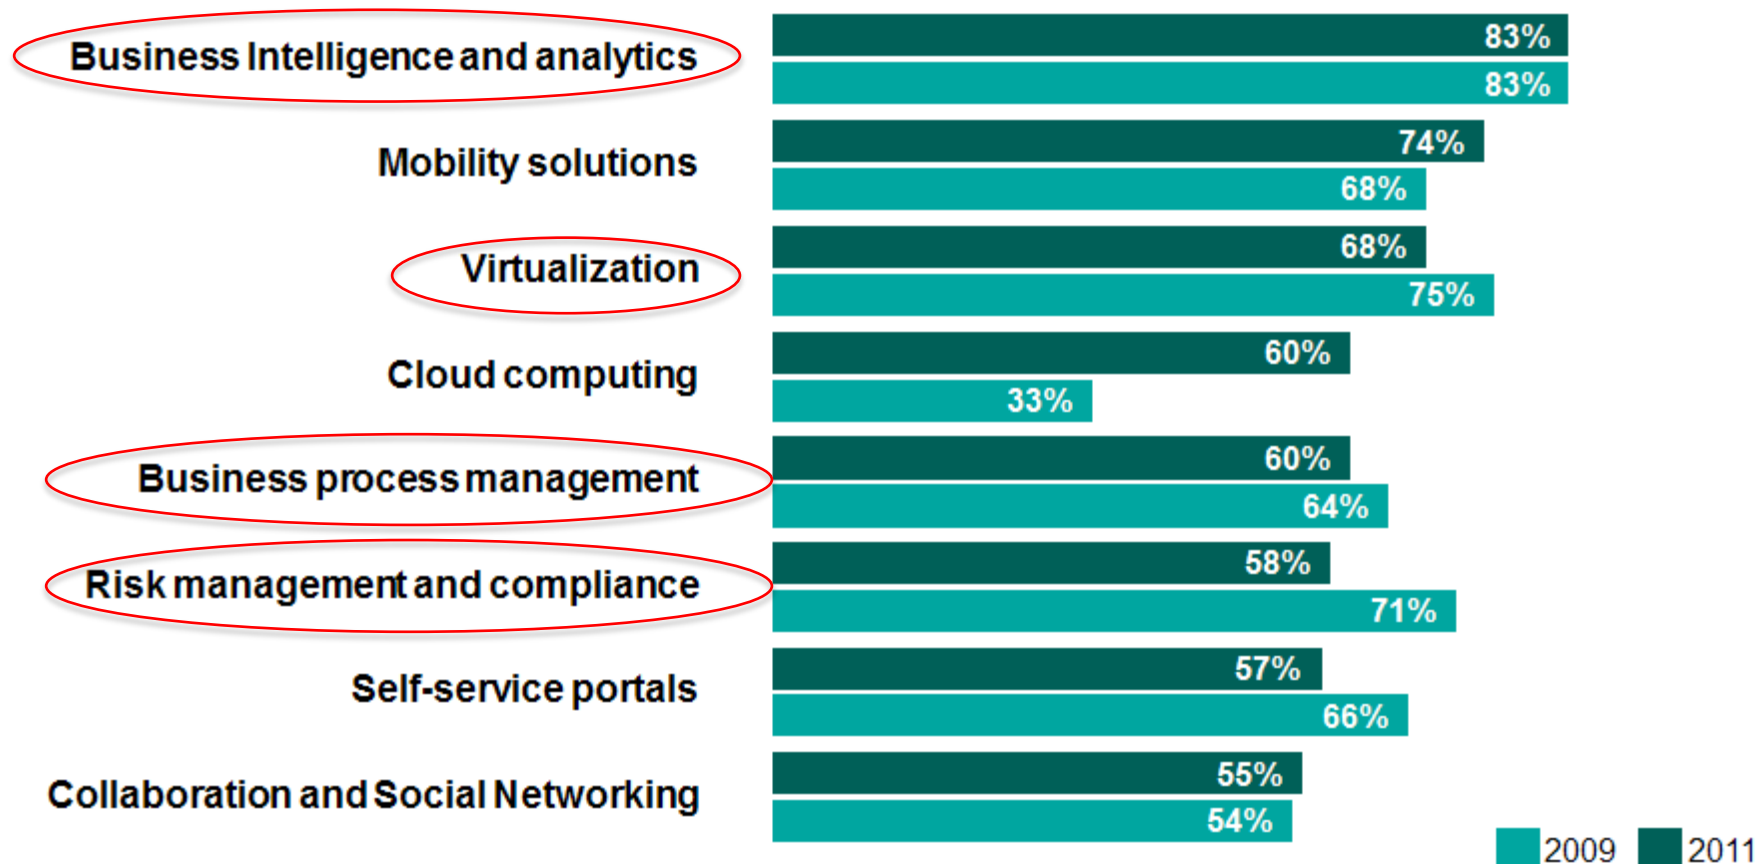 Business Intelligence and analytics
83%
83%
Mobility solutions
74%
68%
Virtualization
68%
75%
Cloud computing
60%
33%
Business process management
60%
64%
Risk management and compliance
58%
71%
Self-service portals
57%
66%
Collaboration and Social Networking
55%
54%
2009 2011